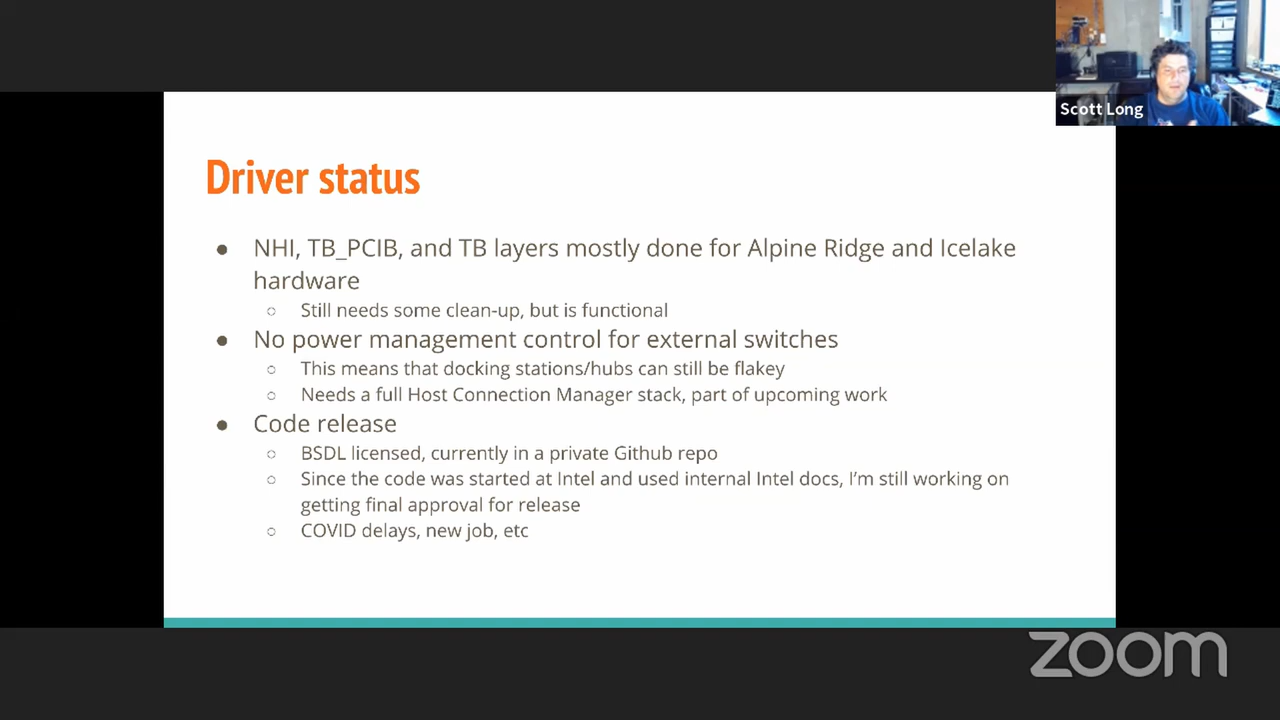 Scott Long
Driver status
● NHI, TB_PCIB, and TB layers mostly done for Alpine Ridge and Icelake
hardware
○ Still needs some clean-up, but is functional
● No power management control for external switches
○ This means that docking stations/hubs can still be flakey
○ Needs a full Host Connection Manager stack, part of upcoming work
● Code release
○ BSDL licensed, currently in a private Github repo
○ Since the code was started at Intel and used internal Intel docs, I'm still working on
getting final approval for release
○ COVID delays, new job, etc
zoom